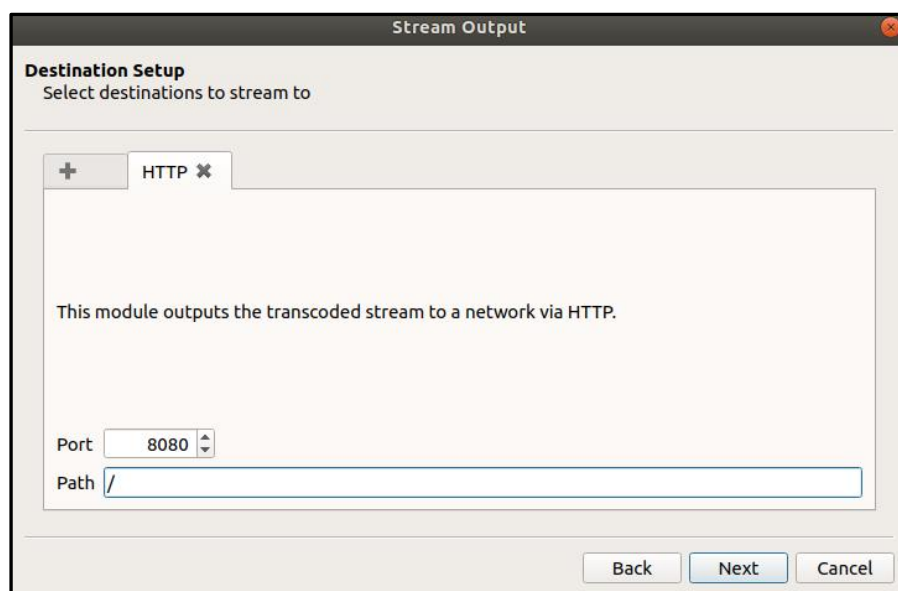 Stream Output
Destination Setup
Select destinations to stream to
HTTP
This module outputs the transcoded stream to a network via HTTP.
Port 8080
Path /
Back Next Cancel